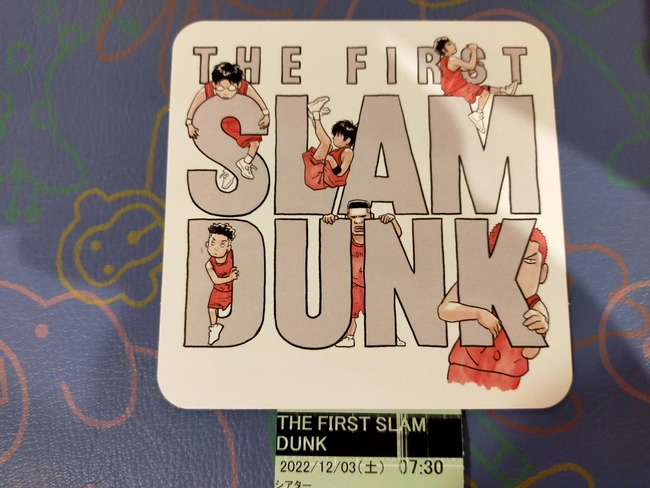 THE FIRST
SLAM
DUNK
THE FIRST SLAM
DUNK
2022/12/03(土) 07:30
シアター